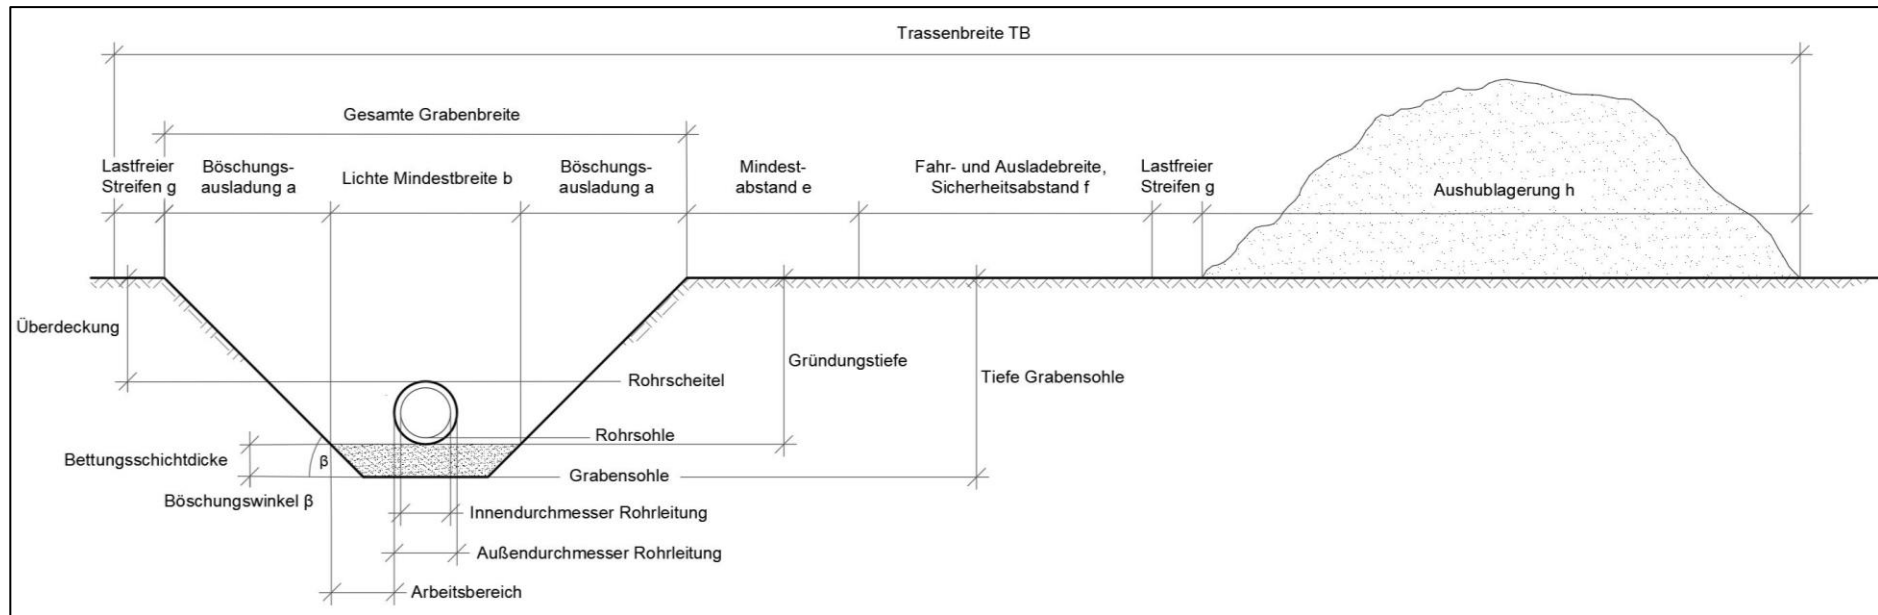 Trassenbreite TB
Gesamte Grabenbreite
Lastfreier
Streifen g
Böschungs-
ausladung a
Lichte Mindestbreite b
Böschungs-
ausladung a
Mindest-
abstand e
Fahr- und Ausladebreite,
Sicherheitsabstand f
Lastfreier
Streifen g
Aushublagerung h
Überdeckung
Gründungstiefe
Tiefe Grabensohle
Rohrscheitel
Rohrsohle
Bettungsschichtdicke
β
Grabensohle
Böschungswinkel β
Innendurchmesser Rohrleitung
Außendurchmesser Rohrleitung
Arbeitsbereich